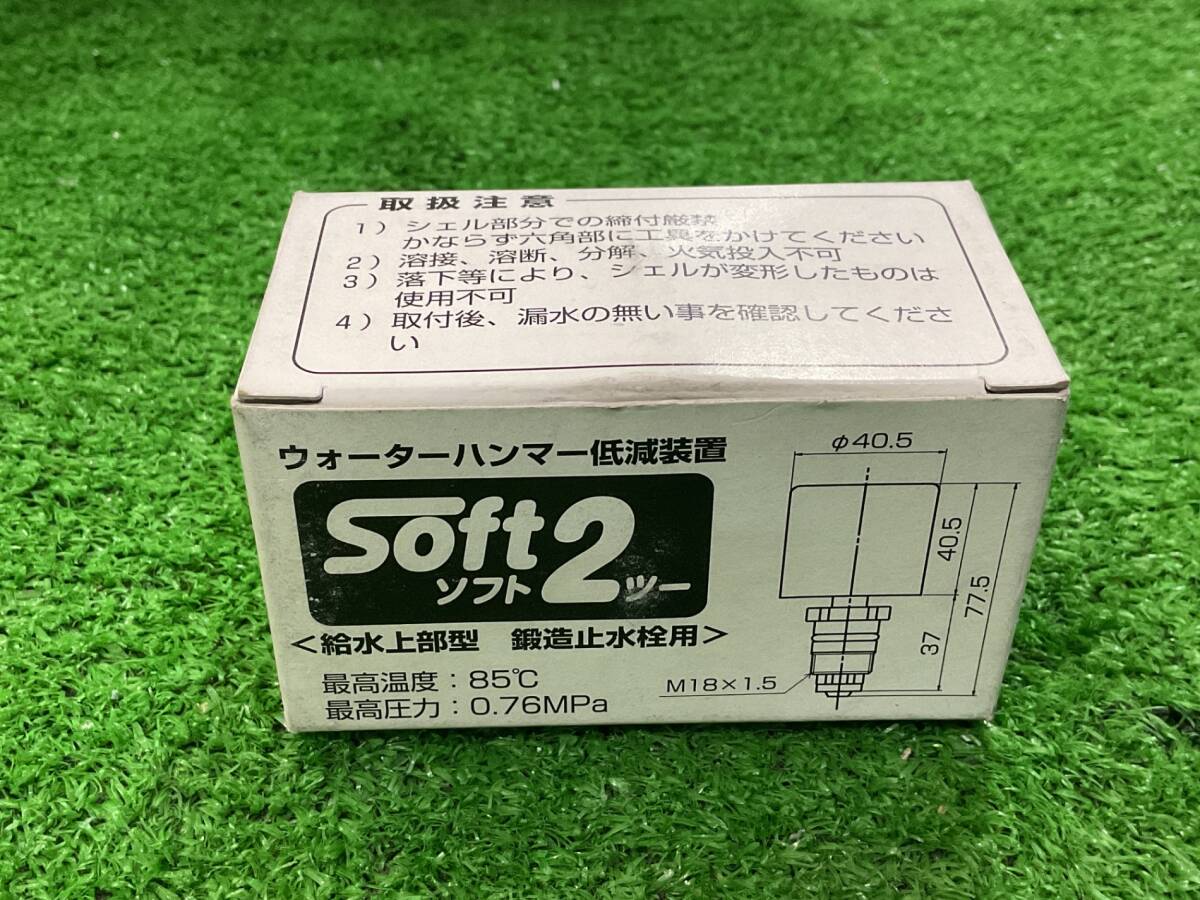 取扱注意
1）シェル部分での締付厳禁
かならず六角部に工具をかけてください
2）溶接、溶断、分解、火気投入不可
3）落下等により、シェルが変形したものは
使用不可
4）取付後、漏水の無い事を確認してくださ
い
ウォーターハンマー低減装置
Soft2
ソフト ツー
＜給水上部型 鍛造止水栓用＞
最高温度：85℃
最高圧力：0.76MPa
φ40.5
40.5
77.5
37
M18×1.5